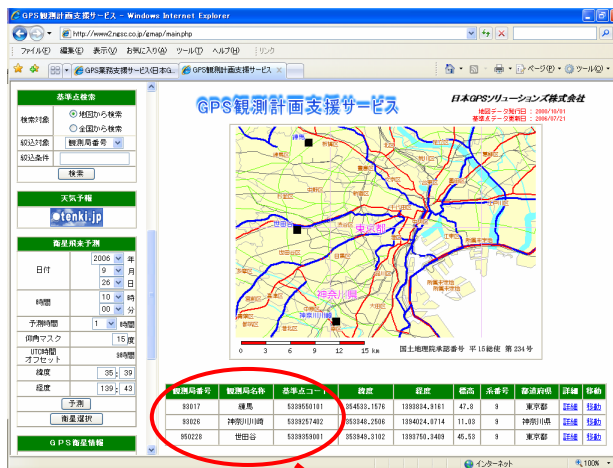 GPS観測計画支援サービス - Windows Internet Explorer
http://www2.ngsc.co.jp/gmap/main.php
ファイル(F) 編集(E) 表示(V) お気に入り(A) ツール(T) ヘルプ(H) リンク
GPS業務支援サービス(日本G... GPS観測計画支援サービス
ページ(P) ツール(O)
基準点検索
検索対象 地図から検索
全国から検索
絞込対象 観測局番号
絞込条件
検索
天気予報
tenki.jp
衛星飛来予測
日付 2006 年
9 月
26 日
時間 10 時
00 分
予測時間 1 時間
仰角マスク 15 度
UTC時間オフセット 9時間
緯度 35 : 39
経度 139 : 43
予測
衛星選択
GPS衛星情報
GPS観測計画支援サービス
日本GPSソリューションズ株式会社
地図データ発行日 : 2000/10/01
基準点データ更新日 : 2006/07/21
練馬
世田谷
東京都
神奈川県
神奈川川崎
0 3 6 9 12 15 km
国土地理院承認番号 平15総使 第234号
観測局番号 観測局名称 基準点コード 緯度 経度 標高 系番号 都道府県 詳細 移動
93017 練馬 5339550101 354533.1576 1393834.9161 47.8 9 東京都 詳細 移動
93026 神奈川川崎 5339257402 353348.2506 1394024.0714 11.03 9 神奈川県 詳細 移動
950228 世田谷 5339359001 353949.3102 1393750.3409 45.53 9 東京都 詳細 移動
インターネット 100%